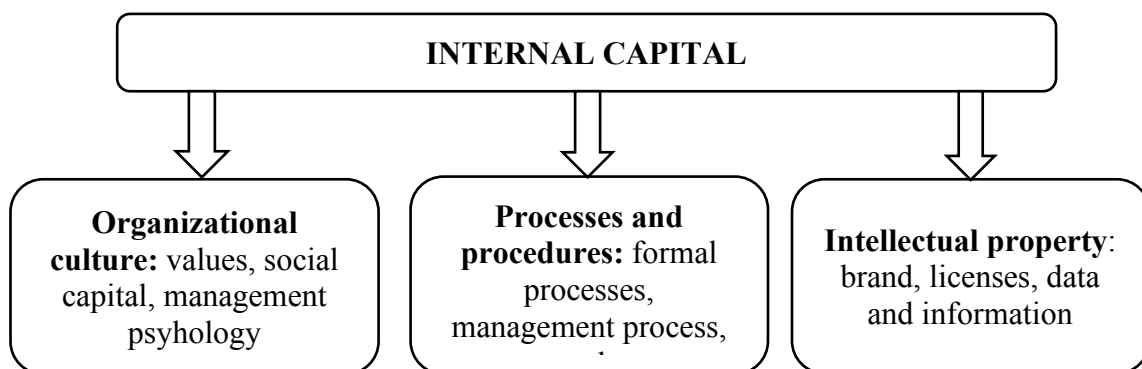 INTERNAL CAPITAL
Organizational
culture: values, social
capital, management
psyhology
Processes and
procedures: formal
processes,
management process,
Intellectual property:
brand, licenses, data
and information